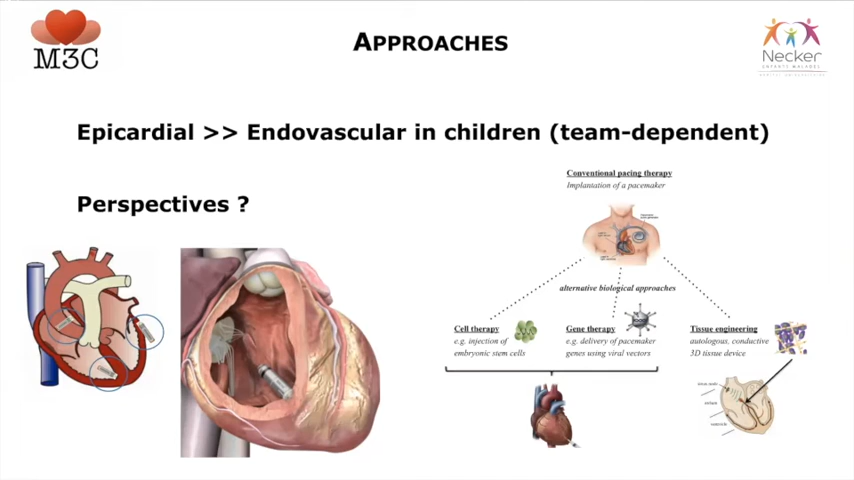 M3C
APPROACHES
Necker
ENFANTS MALADES
Epicardial >> Endovascular in children (team-dependent)
Perspectives ?
Conventional pacing therapy
Implantation of a pacemaker
alternative biological approaches
Cell therapy
e.g. injection of
embryonic stem cells
Gene therapy
e.g. delivery of pacemaker
genes using viral vectors
Tissue engineering
autologous, conductive
3D tissue device